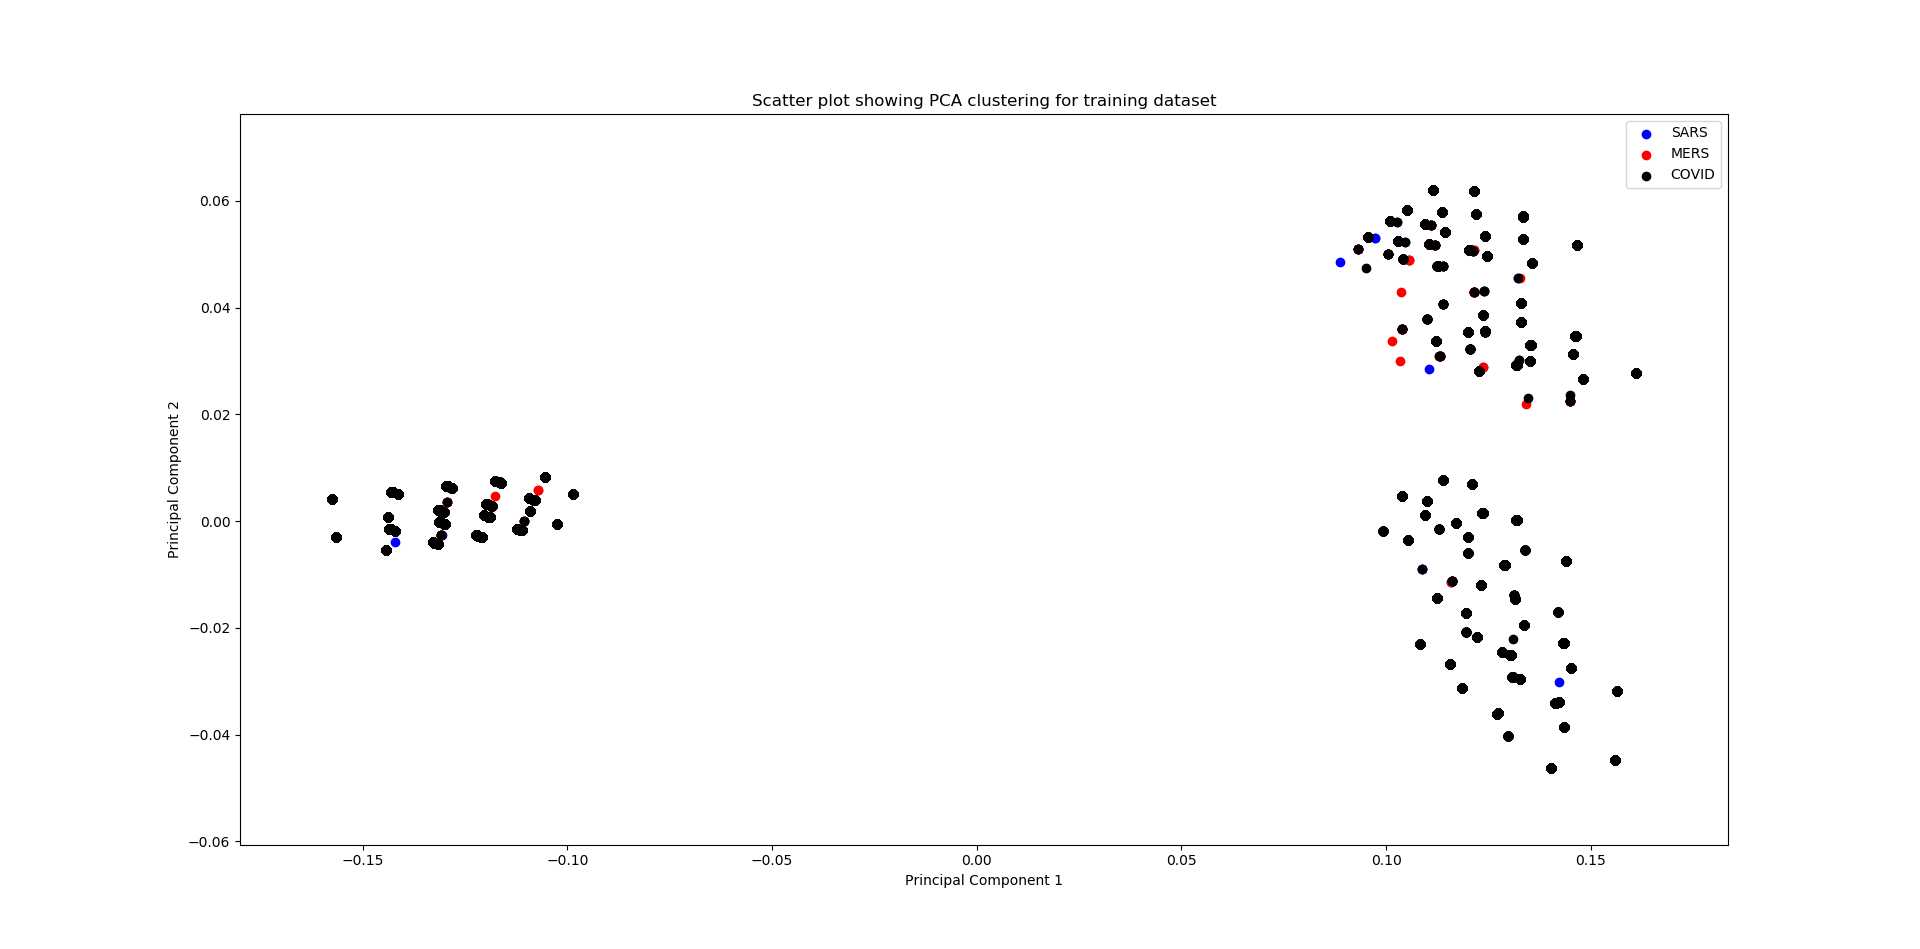 Scatter plot showing PCA clustering for training dataset
SARS
MERS
COVID
0.06
0.04
0.02
0.00
−0.02
−0.04
−0.06
Principal Component 2
−0.15
−0.10
−0.05
0.00
0.05
0.10
0.15
Principal Component 1